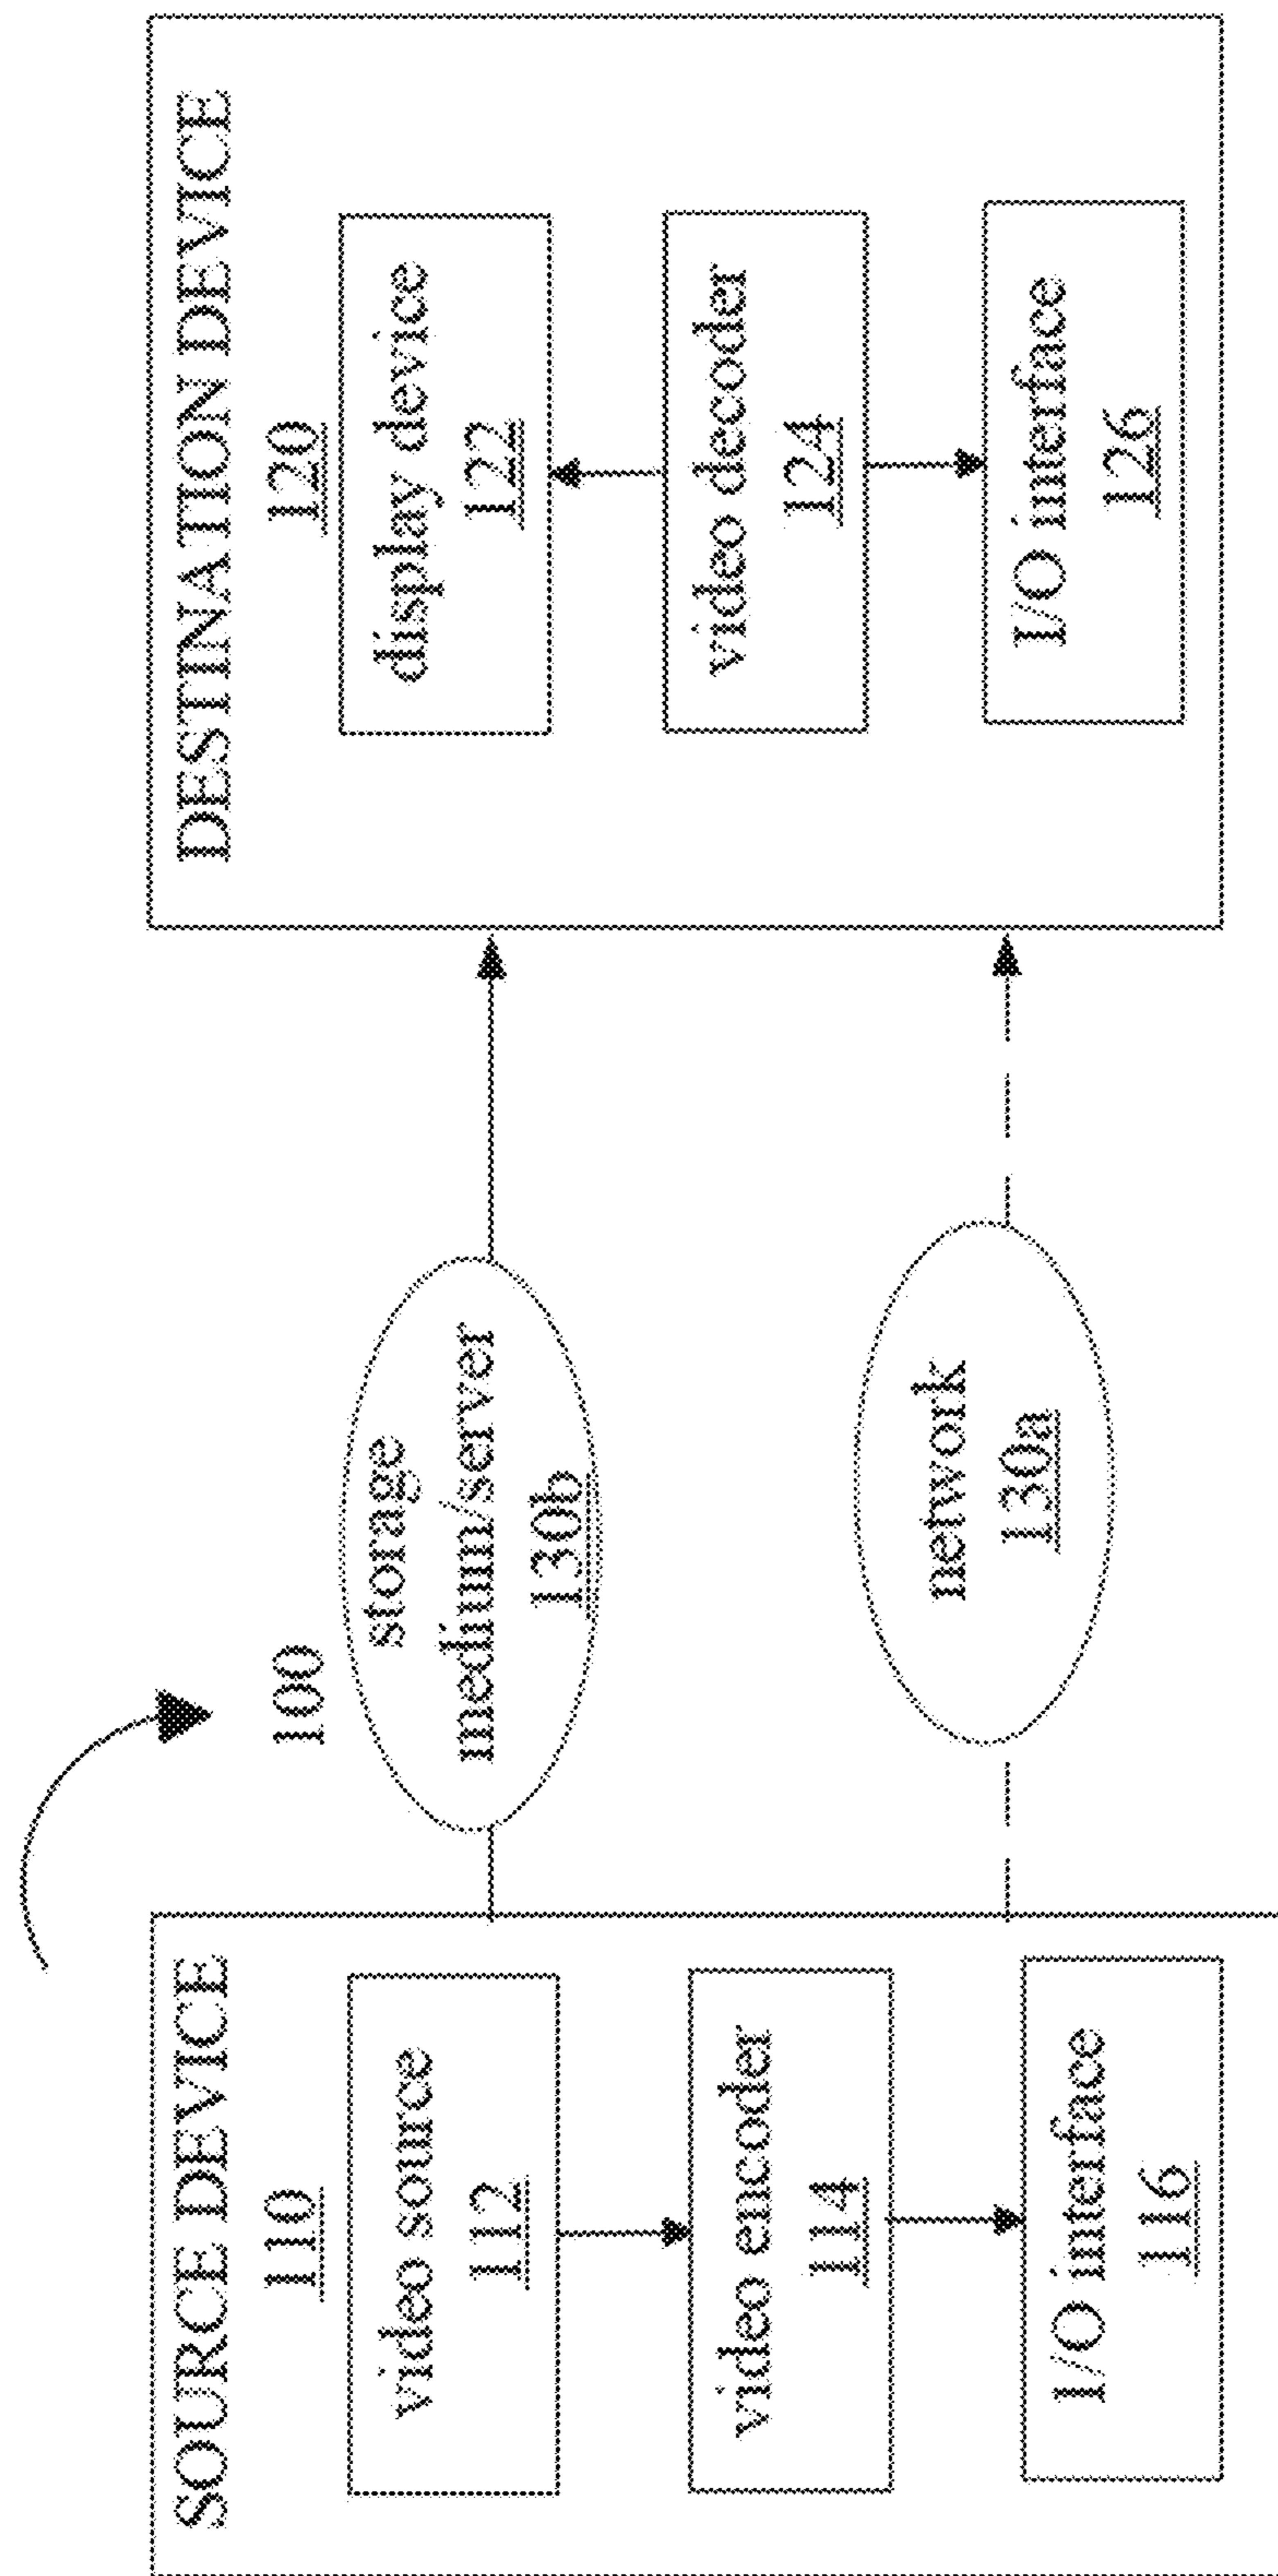 100
SOURCE DEVICE
110
video source
112
video encoder
114
I/O interface
116
storage
medium/server
130b
network
130a
DESTINATION DEVICE
120
display device
122
video decoder
124
I/O interface
126